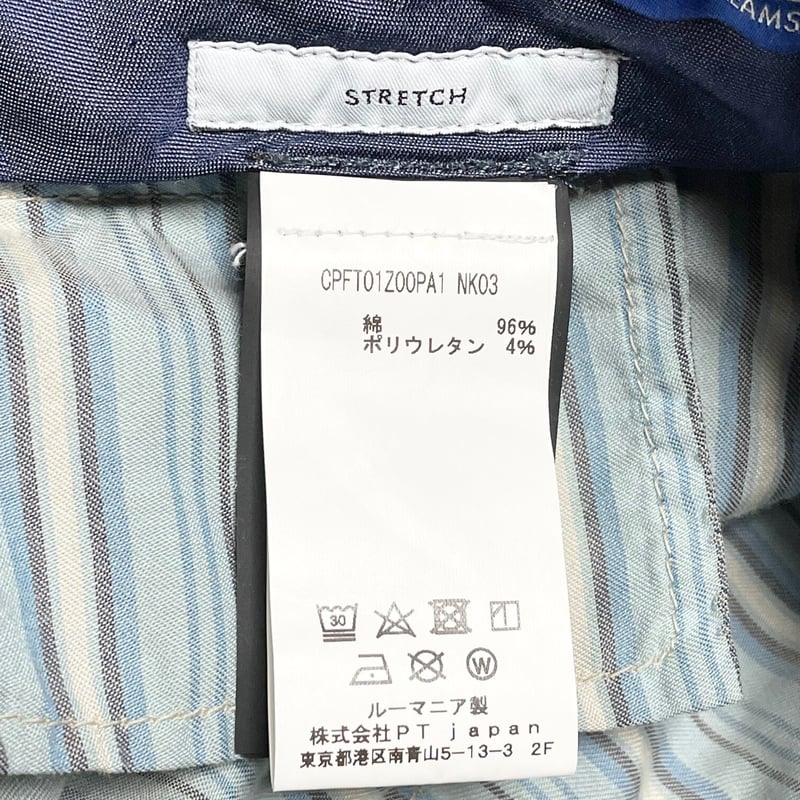 STRETCH
CPFT01Z00PA1 NK03
綿 96%
ポリウレタン 4%
30
W
ルーマニア製
株式会社PT japan
東京都港区南青山5-13-3 2F